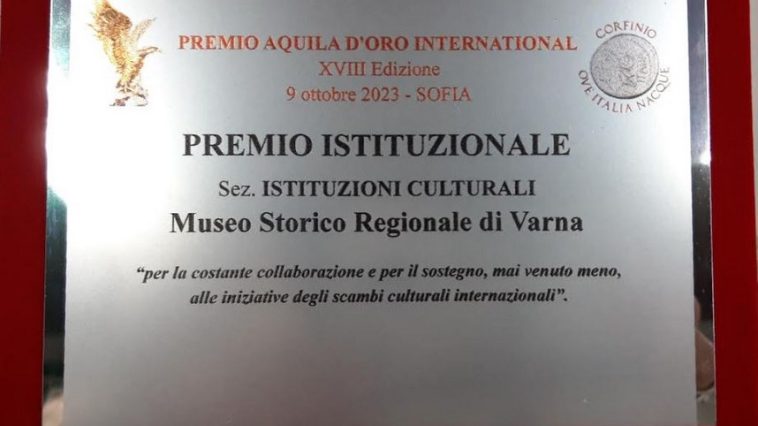 PREMIO AQUILA D'ORO INTERNATIONAL
XVIII Edizione
9 ottobre 2023 - SOFIA
CORFINIO
OVE ITALIA NACQUE
PREMIO ISTITUZIONALE
Sez. ISTITUZIONI CULTURALI
Museo Storico Regionale di Varna
“per la costante collaborazione e per il sostegno, mai venuto meno,
alle iniziative degli scambi culturali internazionali”.